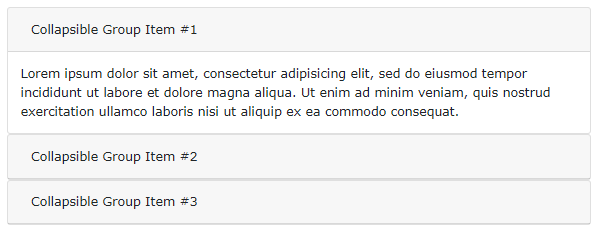 Collapsible Group Item #1
Lorem ipsum dolor sit amet, consectetur adipisicing elit, sed do eiusmod tempor
incididunt ut labore et dolore magna aliqua. Ut enim ad minim veniam, quis nostrud
exercitation ullamco laboris nisi ut aliquip ex ea commodo consequat.
Collapsible Group Item #2
Collapsible Group Item #3